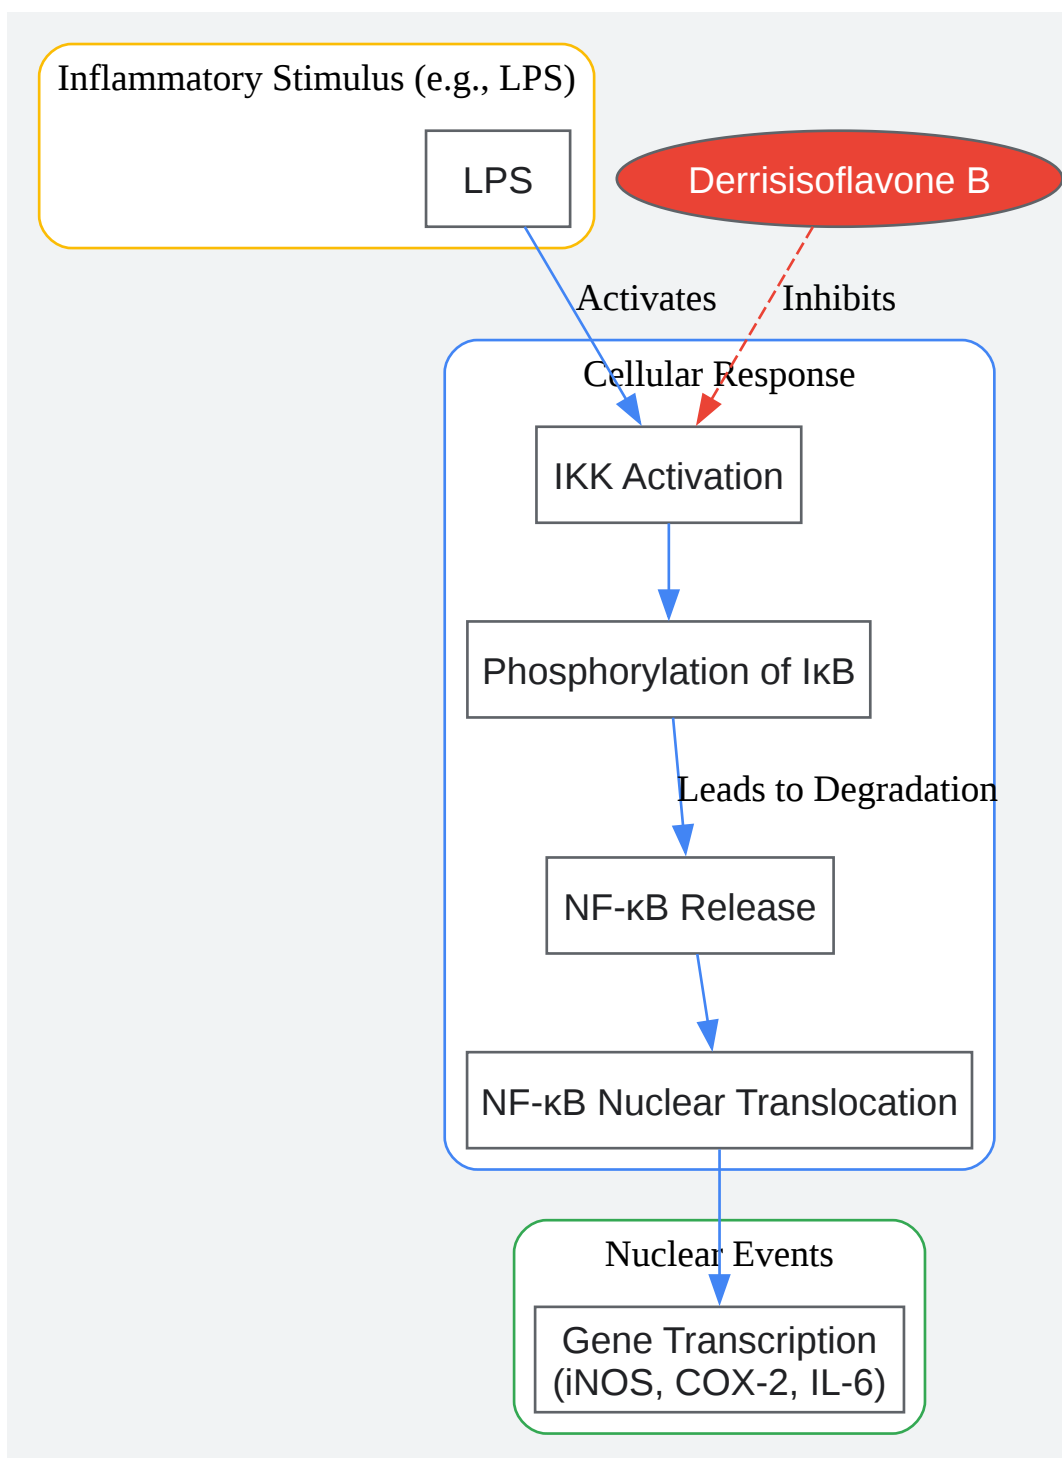 Inflammatory Stimulus (e.g., LPS)
LPS
Derrisisoflavone B
Activates
Inhibits
Cellular Response
IKK Activation
Phosphorylation of IκB
Leads to Degradation
NF-κB Release
NF-κB Nuclear Translocation
Nuclear Events
Gene Transcription
(iNOS, COX-2, IL-6)